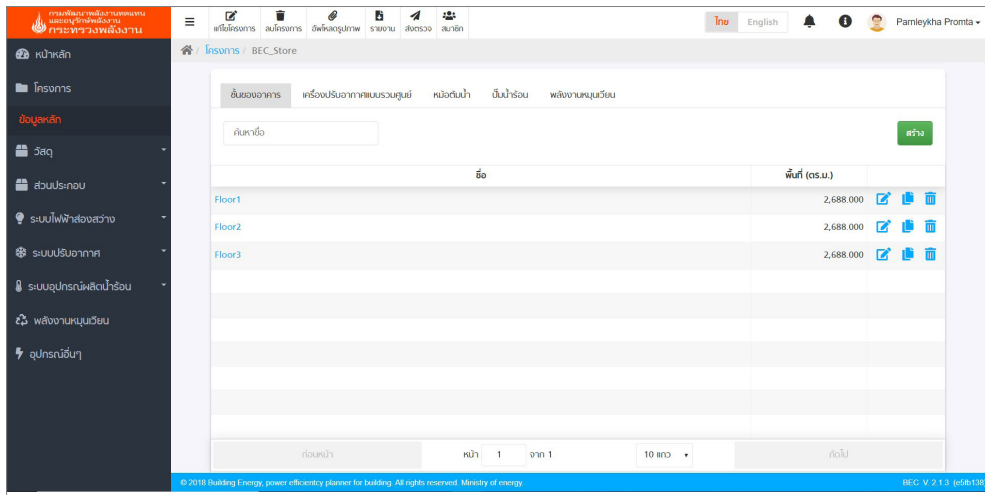 กรมพัฒนาพลังงานทดแทน
และอนุรักษ์พลังงาน
กระทรวงพลังงาน
แก้ไขโครงการ ลบโครงการ อัพโหลดรูปภาพ รายงาน ส่งตรวจ สมาชิก
ไทย English Parnleykha Promta
หน้าหลัก
โครงการ
ข้อมูลหลัก
วัสดุ
ส่วนประกอบ
ระบบไฟฟ้าส่องสว่าง
ระบบปรับอากาศ
ระบบอุปกรณ์ผลิตน้ำร้อน
พลังงานหมุนเวียน
อุปกรณ์อื่นๆ
/ โครงการ / BEC_Store
ชั้นของอาคาร เครื่องปรับอากาศแบบรวมศูนย์ หม้อต้มน้ำ ปั๊มน้ำร้อน พลังงานหมุนเวียน
ค้นหาชื่อ สร้าง
ชื่อ พื้นที่ (ตร.ม.)
Floor1 2,688.000
Floor2 2,688.000
Floor3 2,688.000
ก่อนหน้า หน้า 1 จาก 1 10 แถว ถัดไป
© 2018 Building Energy, power efficientcy planner for building. All rights reserved. Ministry of energy BEC V. 2.1.3 (e5fb138)